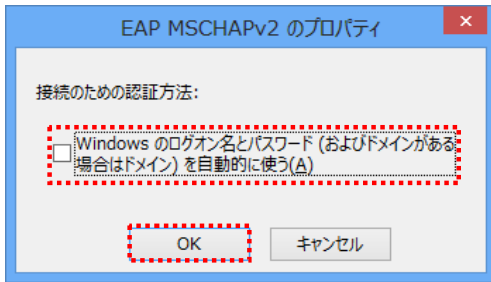 EAP MSCHAPv2 のプロパティ
接続のための認証方法:
Windows のログオン名とパスワード (およびドメインがある
場合はドメイン) を自動的に使う(A)
OK
キャンセル